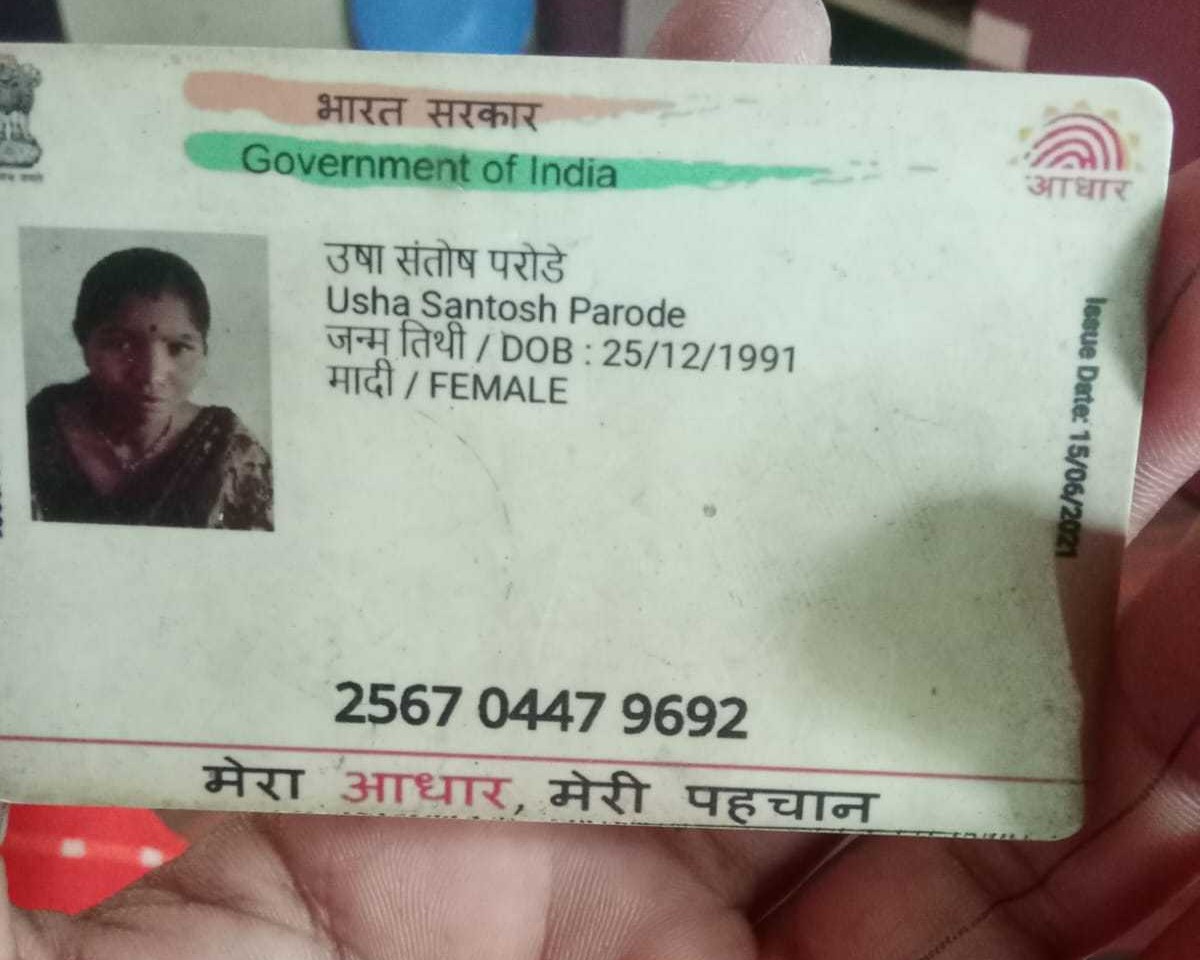 भारत सरकार
Government of India
आधार
उषा संतोष परोडे
Usha Santosh Parode
जन्म तिथी / DOB : 25/12/1991
मादी / FEMALE
Issue Date: 15/06/2021
2567 0447 9692
मेरा आधार, मेरी पहचान